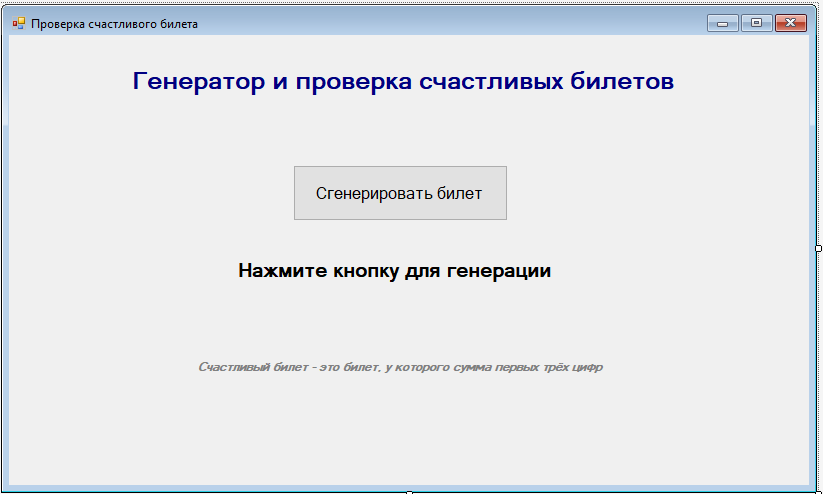 Проверка счастливого билета
Генератор и проверка счастливых билетов
Сгенерировать билет
Нажмите кнопку для генерации
Счастливый билет - это билет, у которого сумма первых трёх цифр